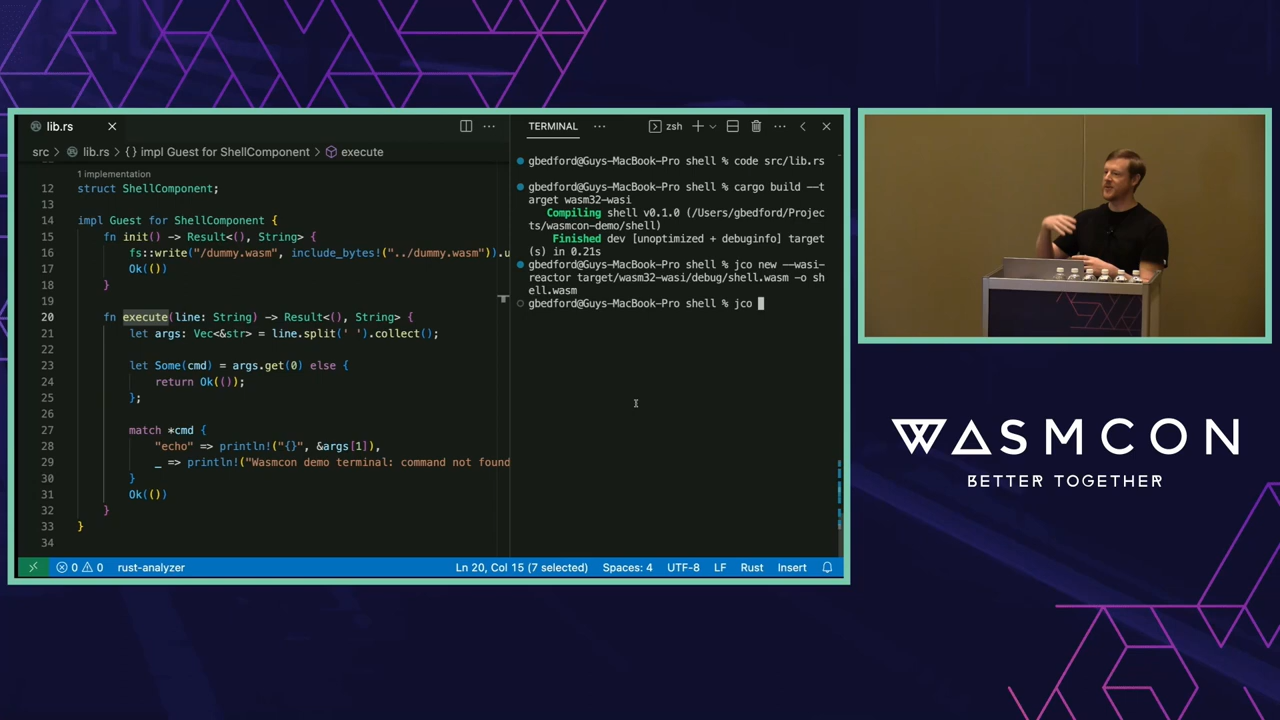 lib.rs
src > lib.rs > {} impl Guest for ShellComponent > execute
1 implementation
12 struct ShellComponent;
13
14 impl Guest for ShellComponent {
15 fn init() -> Result<(), String> {
16 fs::write("/dummy.wasm", include_bytes!("../dummy.wasm")).u
17 Ok(())
18 }
19
20 fn execute(line: String) -> Result<(), String> {
21 let args: Vec<&str> = line.split(' ').collect();
22
23 let Some(cmd) = args.get(0) else {
24 return Ok(());
25 };
26
27 match *cmd {
28 "echo" => println!("{}", &args[1]),
29 _ => println!("Wasmcon demo terminal: command not found
30 }
31 Ok(())
32 }
33 }
34
0 0 rust-analyzer
Ln 20, Col 15 (7 selected) Spaces: 4 UTF-8 LF Rust Insert
TERMINAL
zsh
gbedford@Guys-MacBook-Pro shell % code src/lib.rs
gbedford@Guys-MacBook-Pro shell % cargo build --t
arget wasm32-wasi
Compiling shell v0.1.0 (/Users/gbedford/Projec
ts/wasmcon-demo/shell)
Finished dev [unoptimized + debuginfo] target
(s) in 0.21s
gbedford@Guys-MacBook-Pro shell % jco new --wasi-
reactor target/wasm32-wasi/debug/shell.wasm -o sh
ell.wasm
gbedford@Guys-MacBook-Pro shell % jco
WASMCON
BETTER TOGETHER